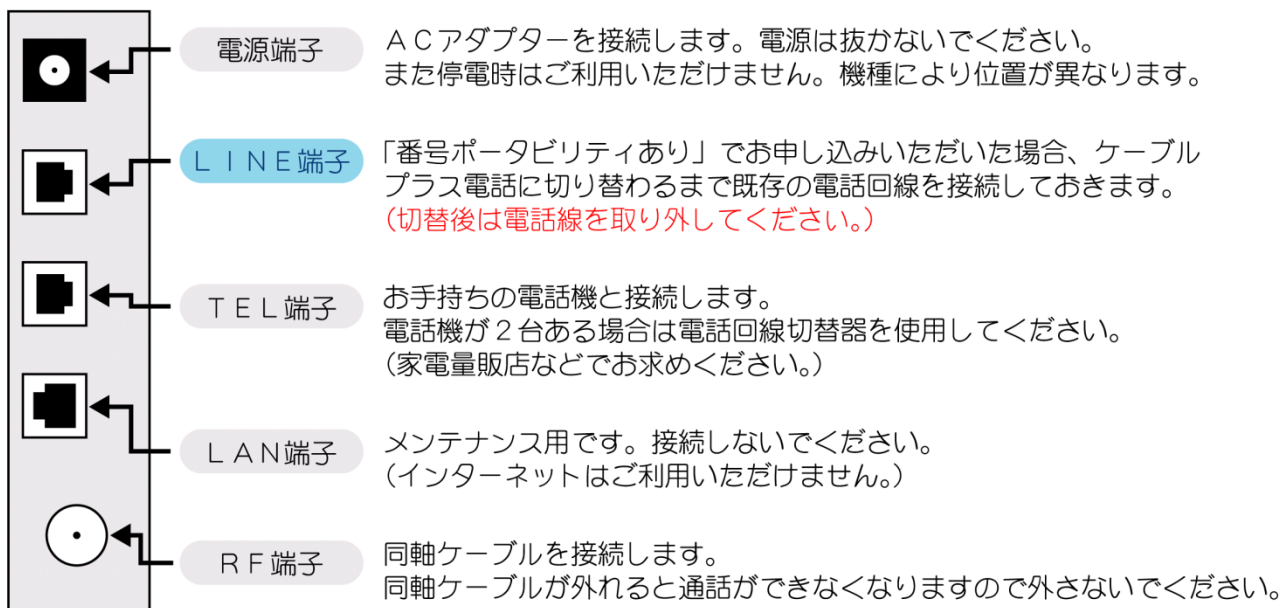 電源端子
ACアダプターを接続します。電源は抜かないでください。
また停電時はご利用いただけません。機種により位置が異なります。
LINE端子
「番号ポータビリティあり」でお申し込みいただいた場合、ケーブル
プラス電話に切り替わるまで既存の電話回線を接続しておきます。
(切替後は電話線を取り外してください。)
TEL端子
お手持ちの電話機と接続します。
電話機が2台ある場合は電話回線切替器を使用してください。
(家電量販店などでお求めください。)
LAN端子
メンテナンス用です。接続しないでください。
(インターネットはご利用いただけません。)
RF端子
同軸ケーブルを接続します。
同軸ケーブルが外れると通話ができなくなりますので外さないでください。